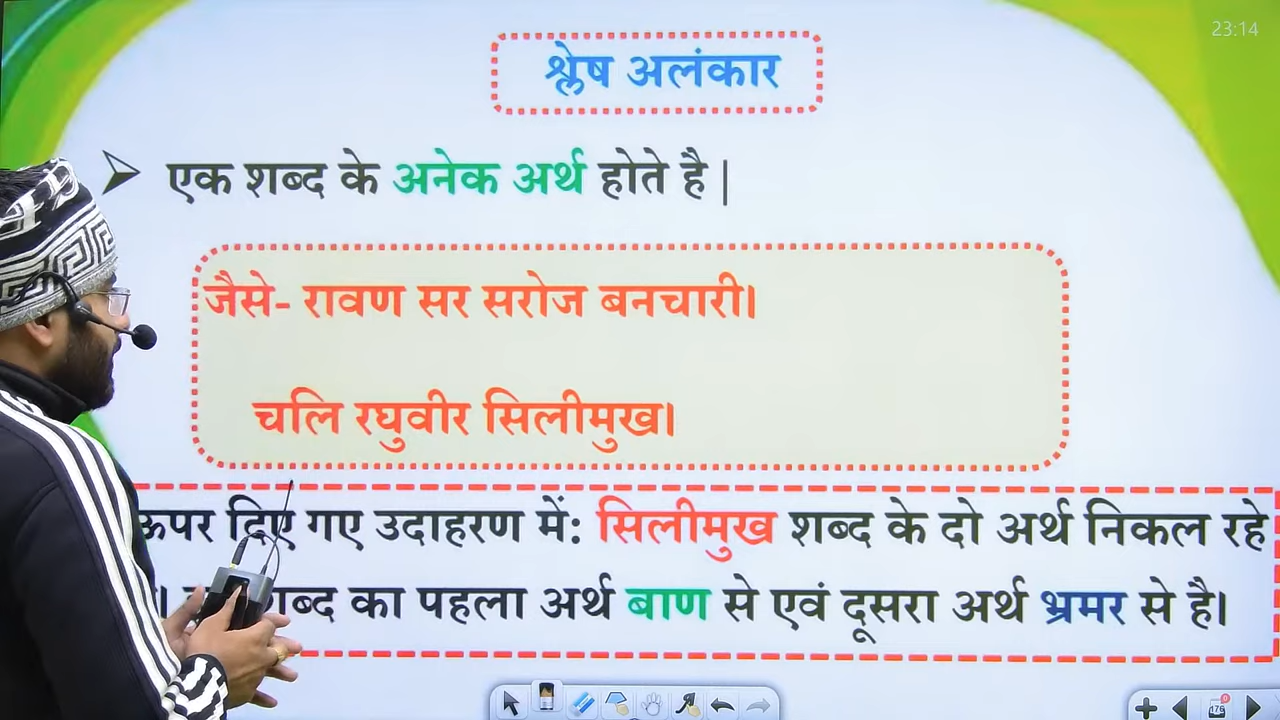 23:14
श्लेष अलंकार
एक शब्द के अनेक अर्थ होते है |
जैसे- रावण सर सरोज बनचारी।
चलि रघुवीर सिलीमुख।
ऊपर दिए गए उदाहरण में: सिलीमुख शब्द के दो अर्थ निकल रहे
। शब्द का पहला अर्थ बाण से एवं दूसरा अर्थ भ्रमर से है।
176